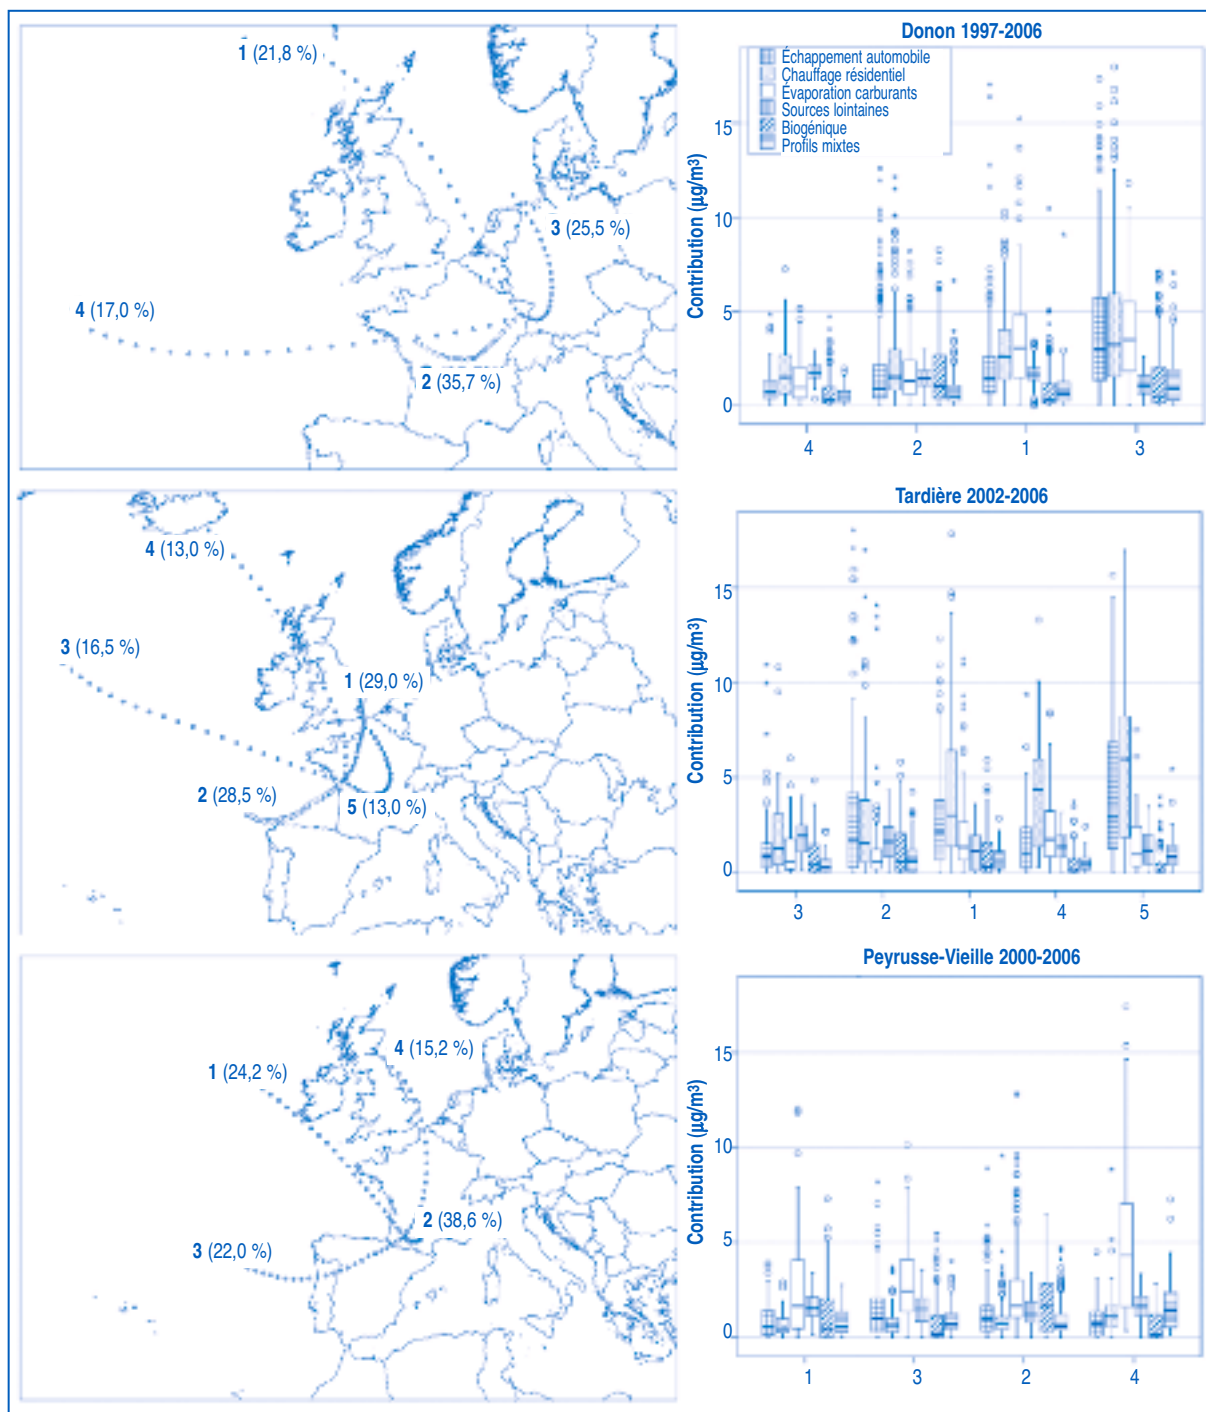 1 (21,8 %)
3 (25,5 %)
4 (17,0 %)
2 (35,7 %)
Donon 1997-2006
Échappement automobile
Chauffage résidentiel
Évaporation carburants
Sources lointaines
Biogénique
Profils mixtes
Contribution (µg/m³)
15
10
5
0
4 2 1 3
4 (13,0 %)
3 (16,5 %)
1 (29,0 %)
2 (28,5 %)
5 (13,0 %)
Tardière 2002-2006
Contribution (µg/m³)
15
10
5
0
3 2 1 4 5
4 (15,2 %)
1 (24,2 %)
2 (38,6 %)
3 (22,0 %)
Peyrusse-Vieille 2000-2006
Contribution (µg/m³)
15
10
5
0
1 3 2 4